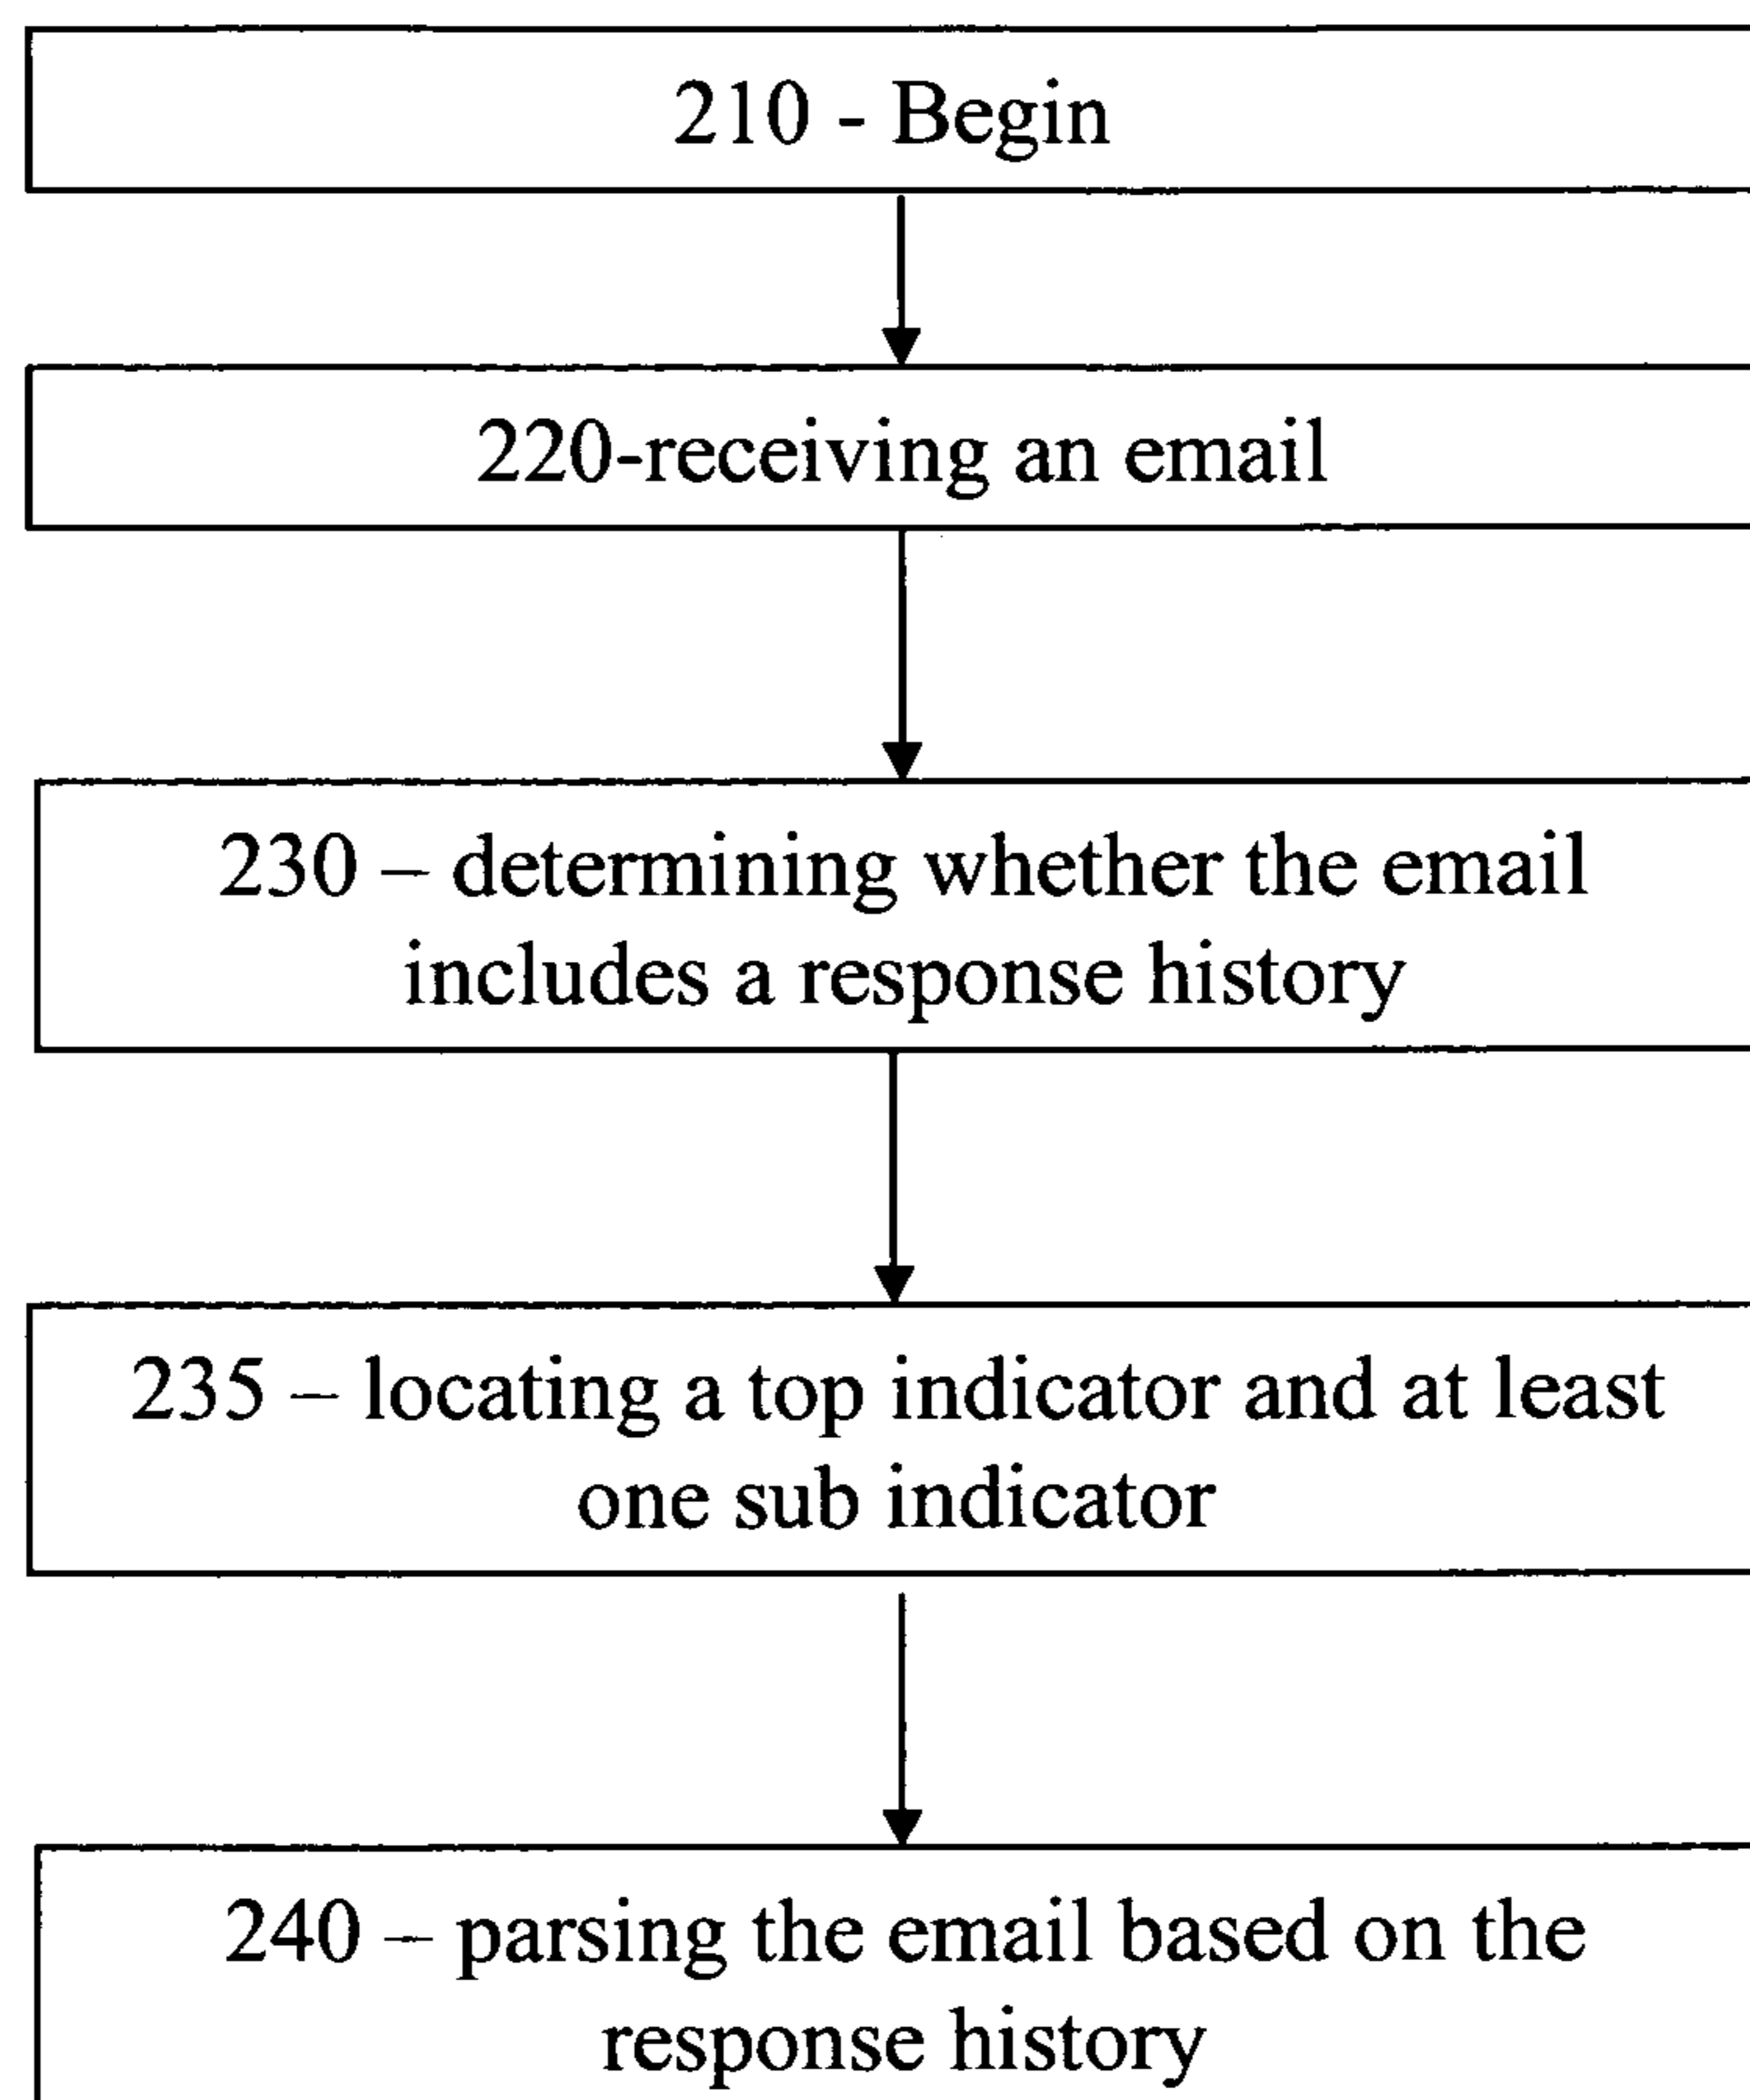 210 - Begin
220-receiving an email
230 – determining whether the email
includes a response history
235 – locating a top indicator and at least
one sub indicator
240 – parsing the email based on the
response history